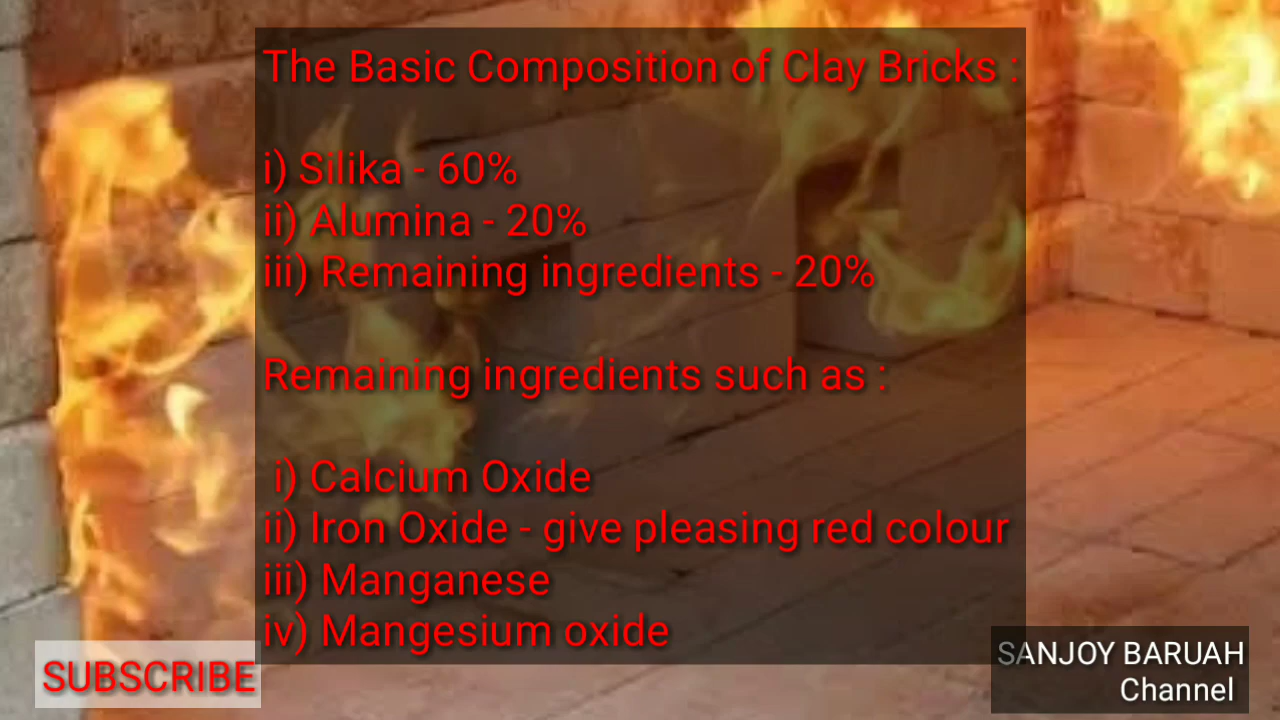 The Basic Composition of Clay Bricks :
i) Silika - 60%
ii) Alumina - 20%
iii) Remaining ingredients - 20%
Remaining ingredients such as :
i) Calcium Oxide
ii) Iron Oxide - give pleasing red colour
iii) Manganese
iv) Mangesium oxide
SUBSCRIBE
SANJOY BARUAH
Channel